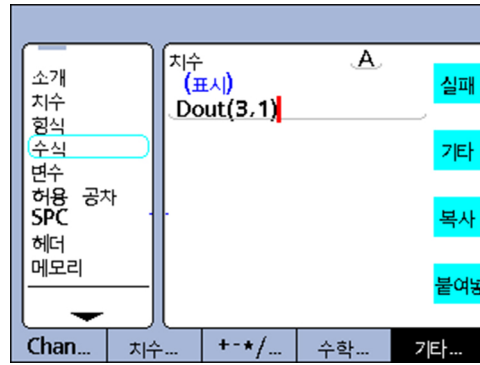 소개
치수
형식
수식
변수
허용 공차
SPC
헤더
메모리
치수
A
(표시)
Dout(3,1)
실패
기타
복사
Chan...
치수...
+-*/...
수학...
기타...